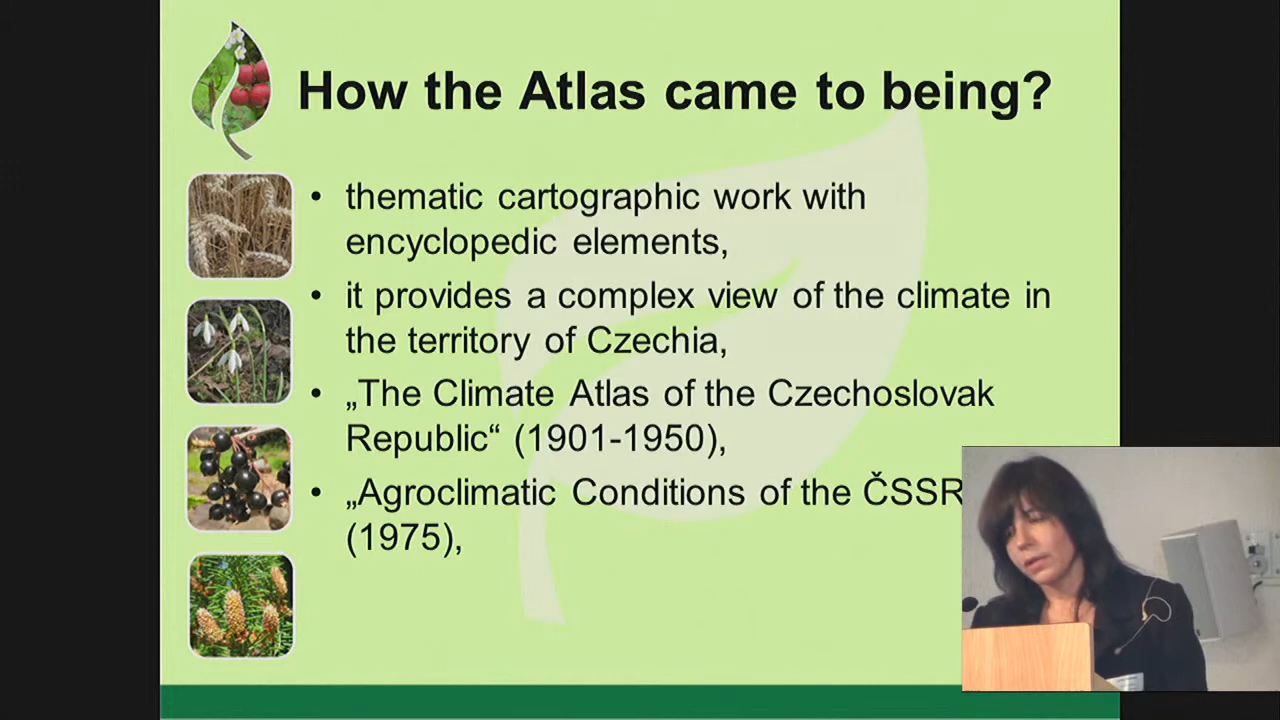 How the Atlas came to being?
• thematic cartographic work with
encyclopedic elements,
• it provides a complex view of the climate in
the territory of Czechia,
• „The Climate Atlas of the Czechoslovak
Republic“ (1901-1950),
• „Agroclimatic Conditions of the ČSSR
(1975),